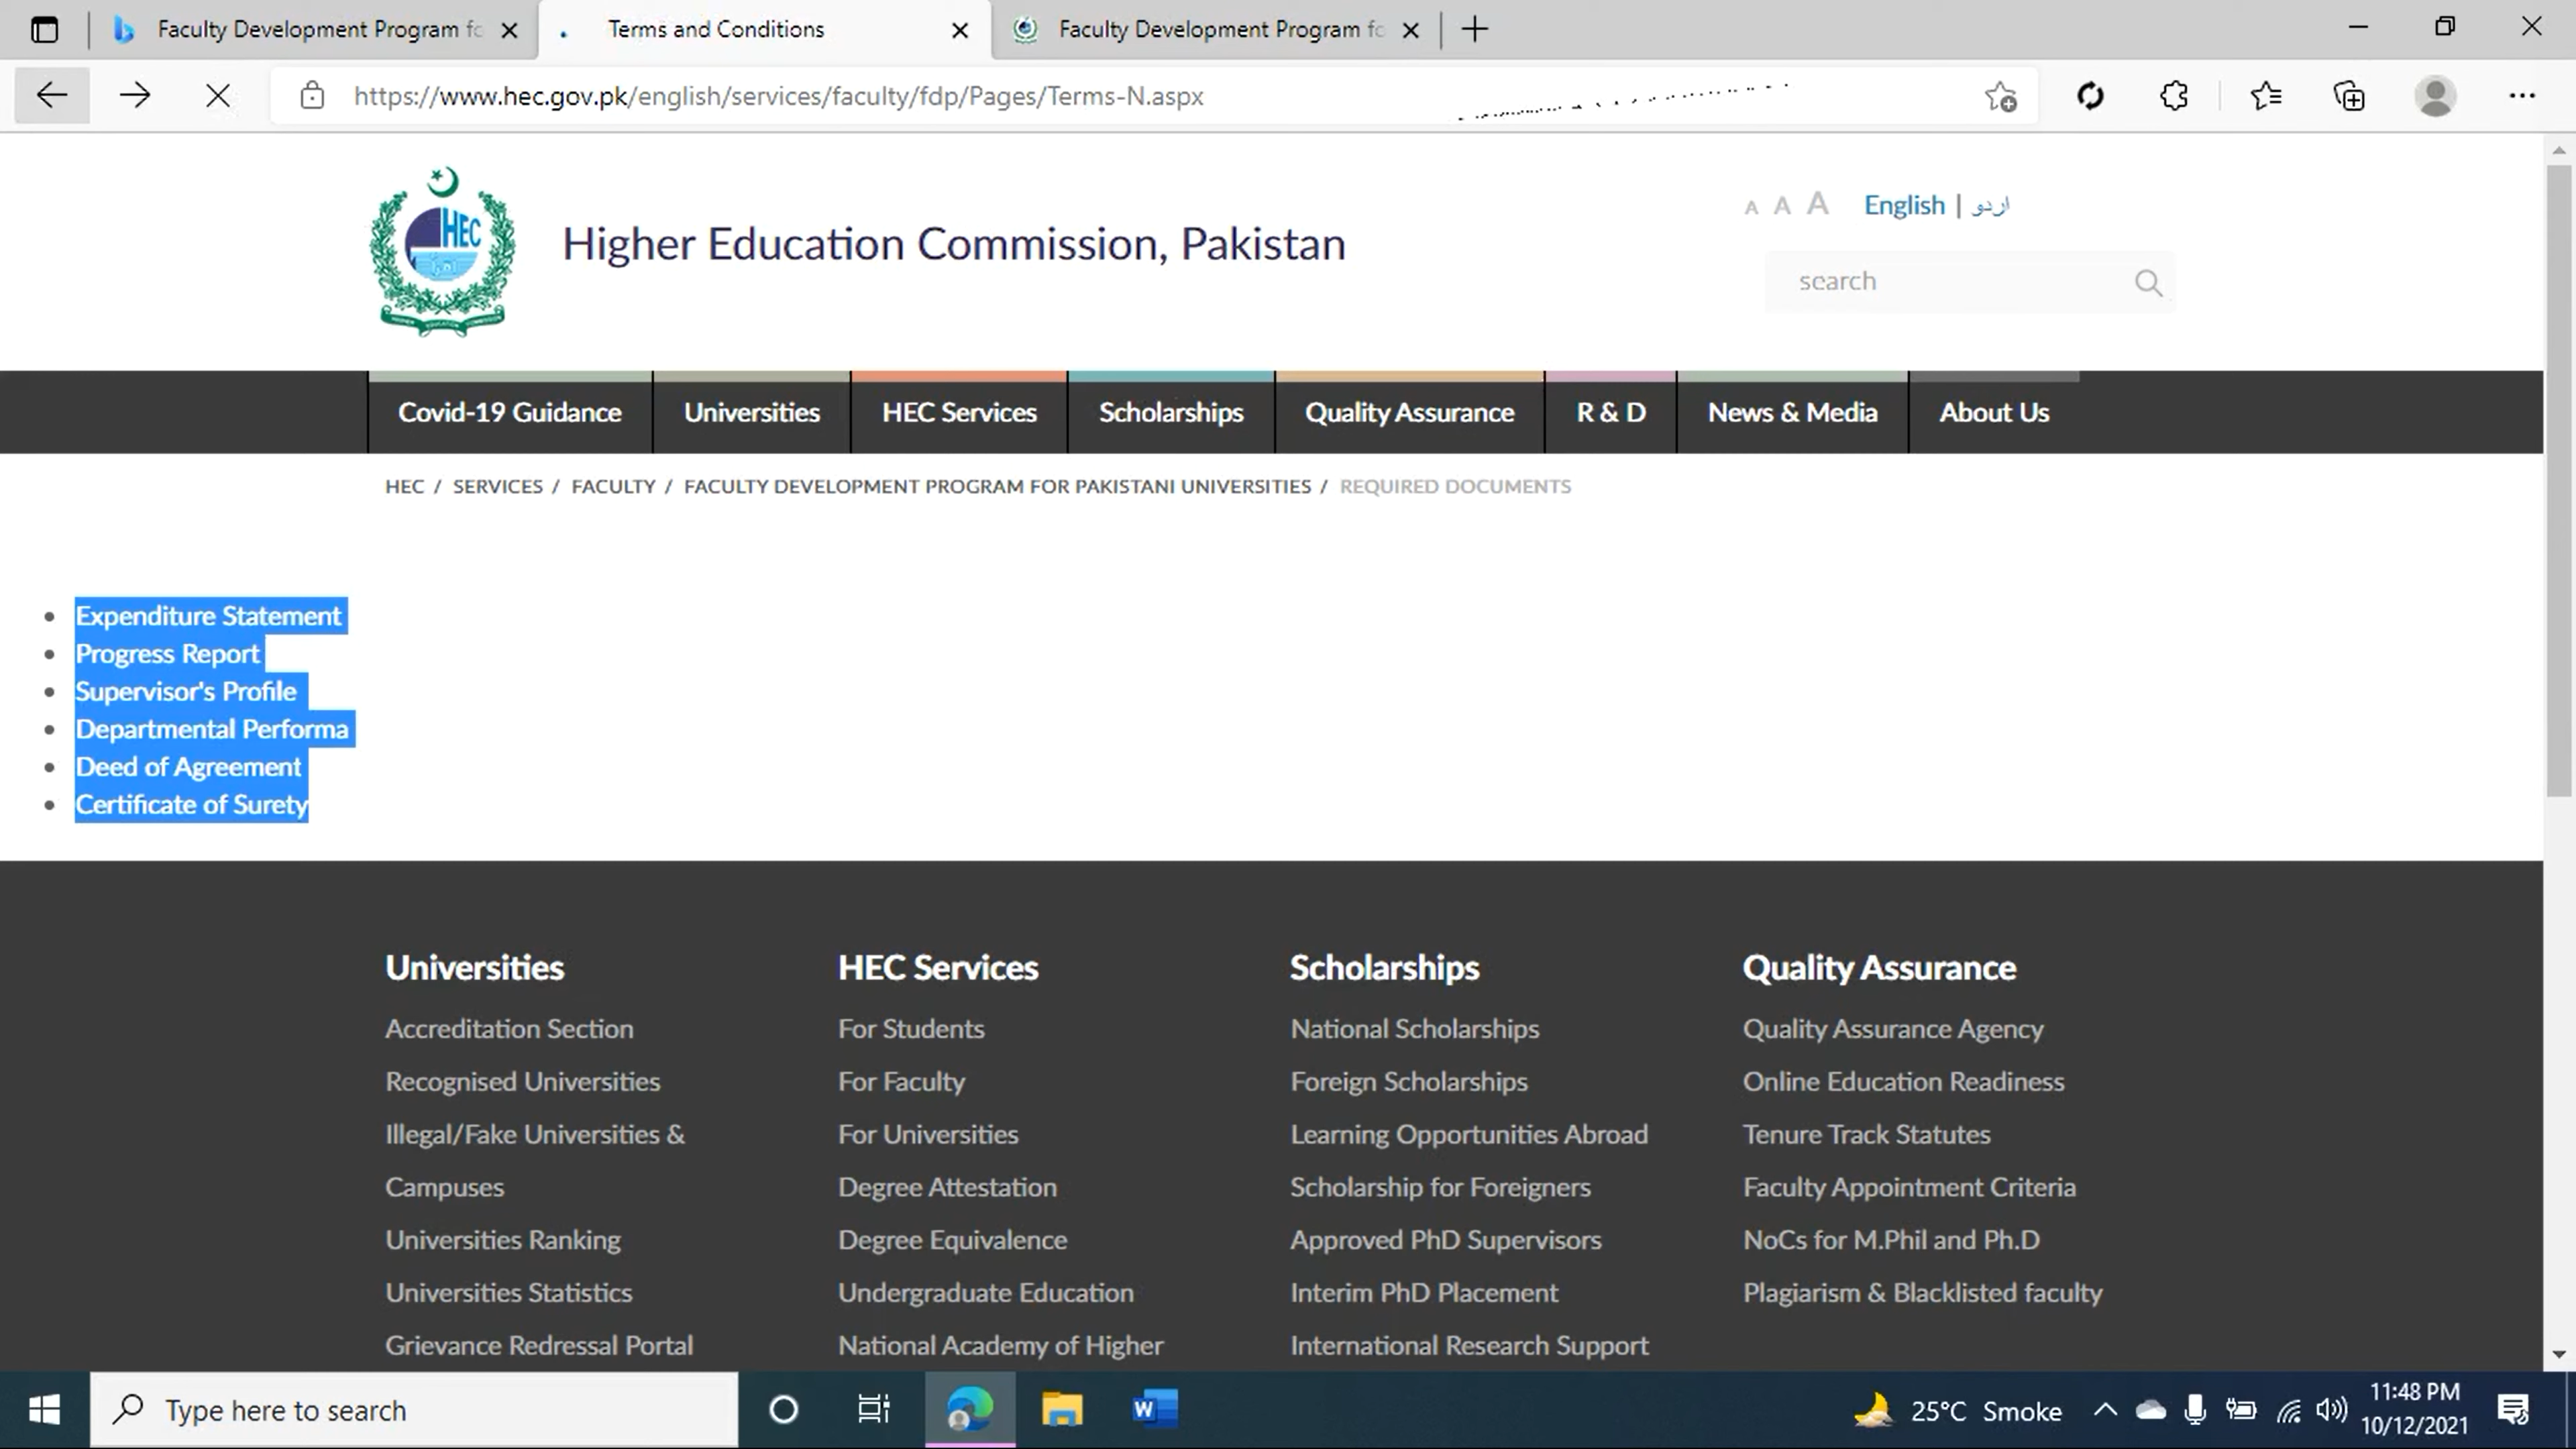 Faculty Development Program fo
Terms and Conditions
Faculty Development Program fo
https://www.hec.gov.pk/english/services/faculty/fdp/Pages/Terms-N.aspx
HEC
HIGHER EDUCATION COMMISSION
Higher Education Commission, Pakistan
A A A English | اردو
search
Covid-19 Guidance Universities HEC Services Scholarships Quality Assurance R & D News & Media About Us
HEC / SERVICES / FACULTY / FACULTY DEVELOPMENT PROGRAM FOR PAKISTANI UNIVERSITIES / REQUIRED DOCUMENTS
• Expenditure Statement
• Progress Report
• Supervisor's Profile
• Departmental Performa
• Deed of Agreement
• Certificate of Surety
Universities
Accreditation Section
Recognised Universities
Illegal/Fake Universities &
Campuses
Universities Ranking
Universities Statistics
Grievance Redressal Portal
HEC Services
For Students
For Faculty
For Universities
Degree Attestation
Degree Equivalence
Undergraduate Education
National Academy of Higher
Scholarships
National Scholarships
Foreign Scholarships
Learning Opportunities Abroad
Scholarship for Foreigners
Approved PhD Supervisors
Interim PhD Placement
International Research Support
Quality Assurance
Quality Assurance Agency
Online Education Readiness
Tenure Track Statutes
Faculty Appointment Criteria
NoCs for M.Phil and Ph.D
Plagiarism & Blacklisted faculty
Type here to search
W
25°C Smoke
11:48 PM
10/12/2021